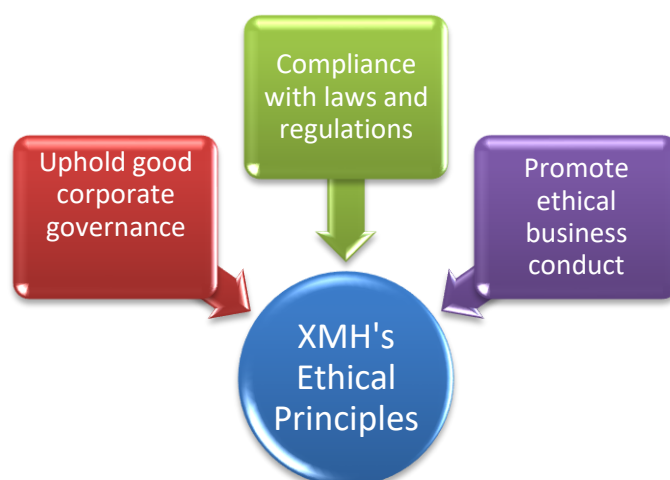 Uphold good
corporate
governance
Compliance
with laws and
regulations
Promote
ethical
business
conduct
XMH's
Ethical
Principles